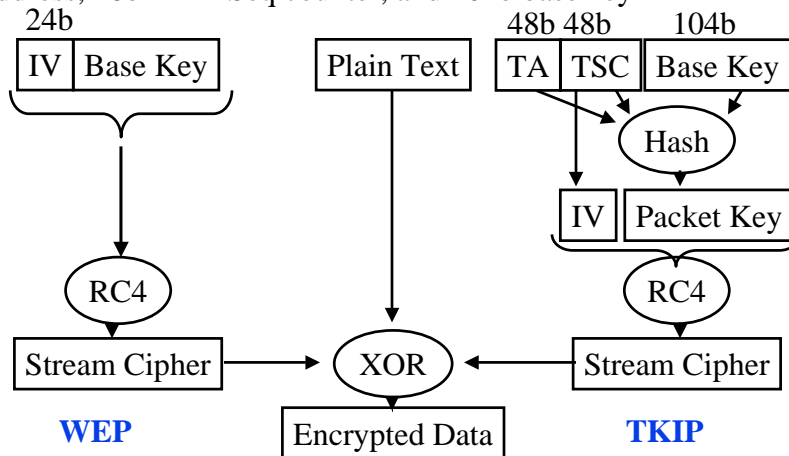 24b
IV Base Key
Plain Text
48b 48b 104b
TA TSC Base Key
Hash
IV Packet Key
RC4
RC4
Stream Cipher
XOR
Stream Cipher
WEP
Encrypted Data
TKIP